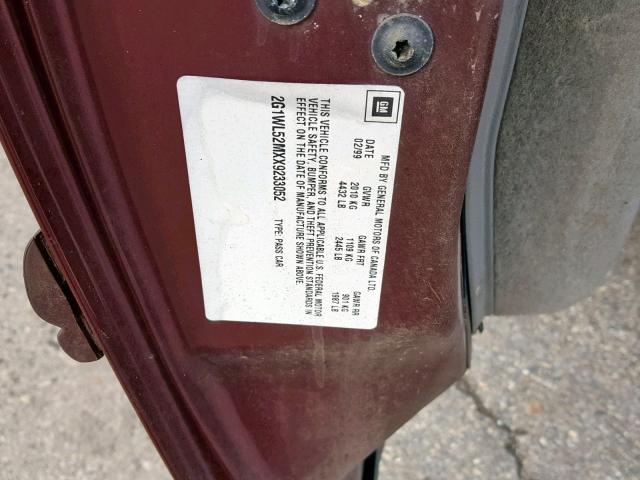 GM
MFD BY GENERAL MOTORS OF CANADA LTD.
DATE GVWR GAWR FRT GAWR RR
02/99 2010 KG 1109 KG 901 KG
4432 LB 2445 LB 1987 LB
THIS VEHICLE CONFORMS TO ALL APPLICABLE U.S. FEDERAL MOTOR
VEHICLE SAFETY, BUMPER, AND THEFT PREVENTION STANDARDS IN
EFFECT ON THE DATE OF MANUFACTURE SHOWN ABOVE.
2G1WL52MXX9233052 TYPE: PASS CAR